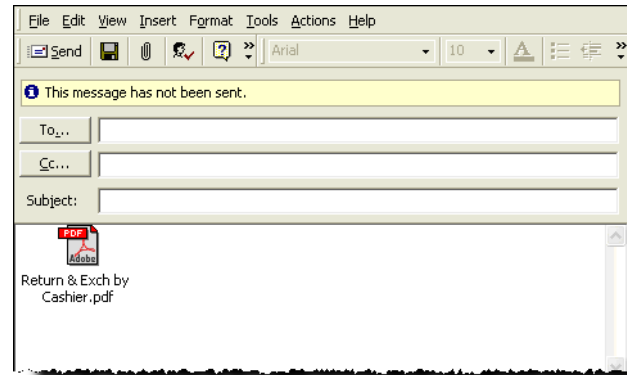 File Edit View Insert Format Tools Actions Help
Send Arial 10 A
This message has not been sent.
To...
Cc...
Subject:
PDF
Adobe
Return & Exch by
Cashier.pdf